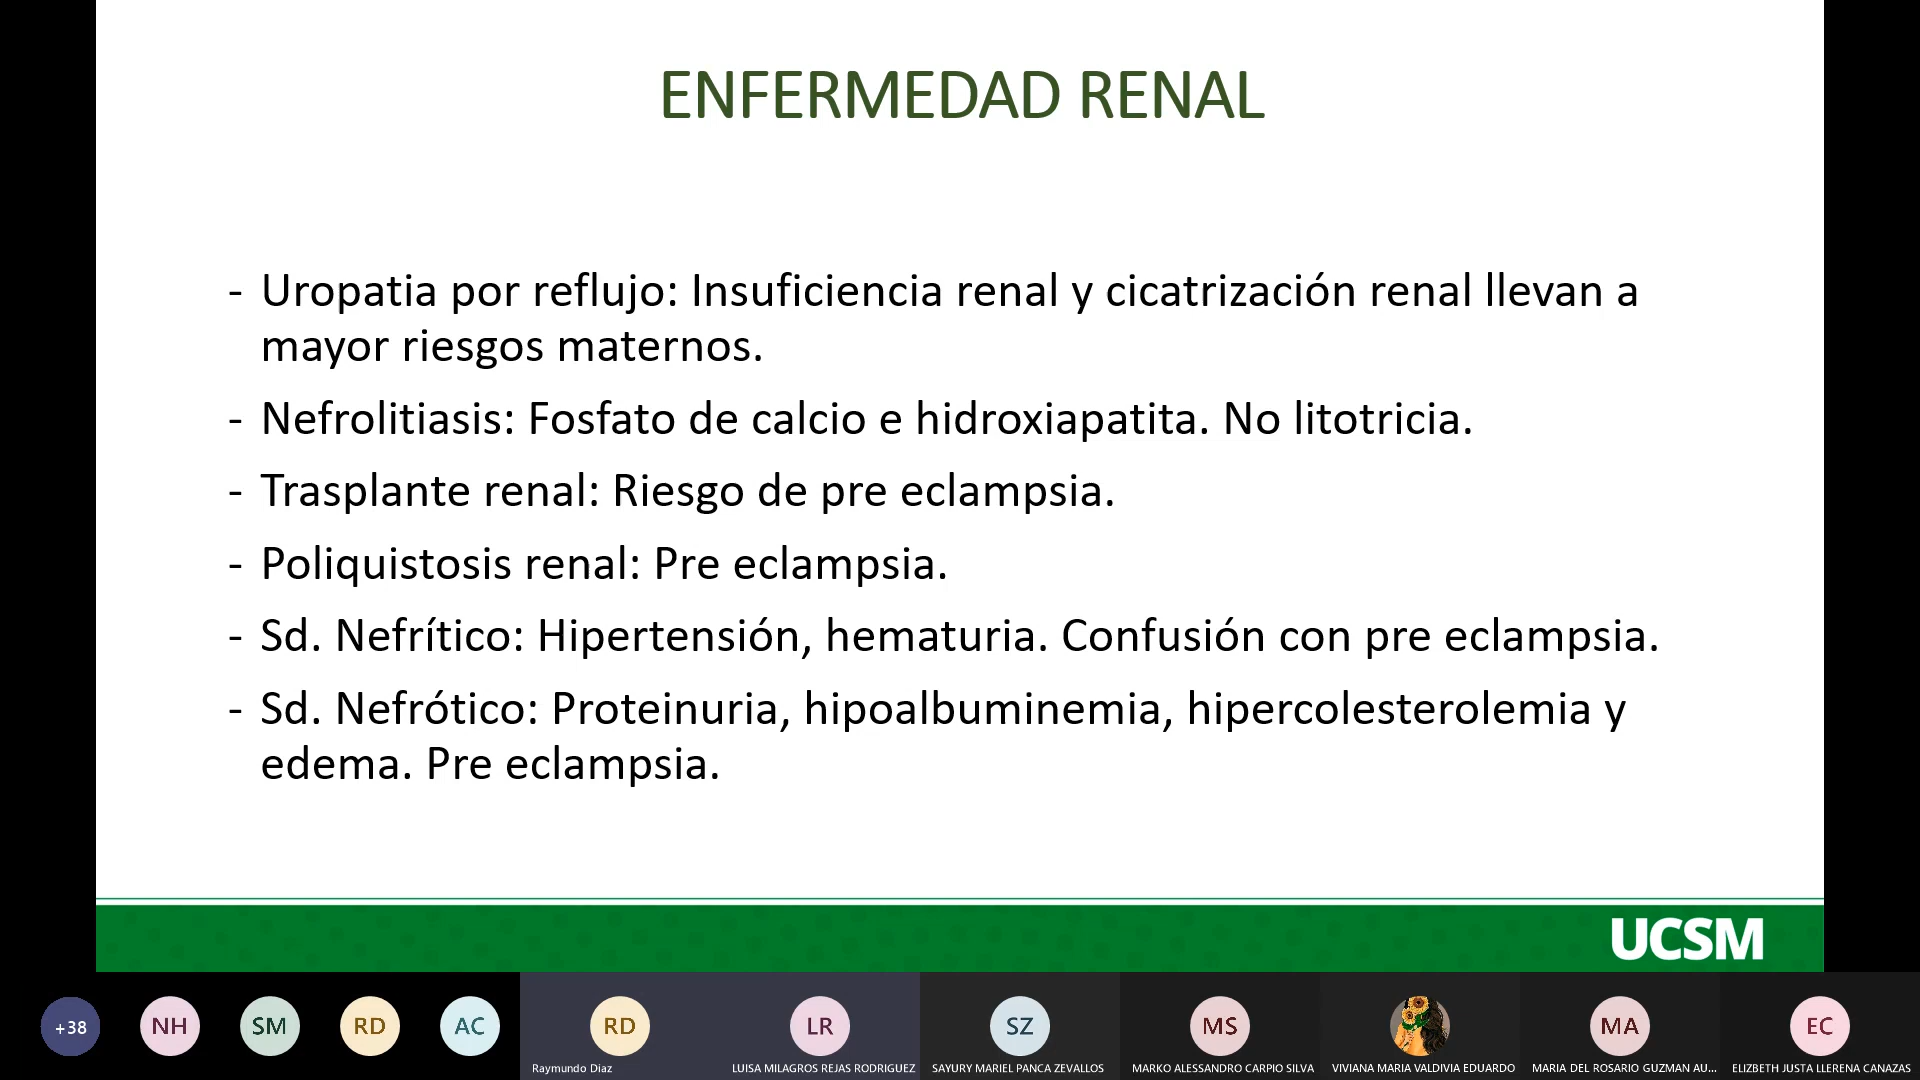 ENFERMEDAD RENAL
- Uropatia por reflujo: Insuficiencia renal y cicatrización renal llevan a
mayor riesgos maternos.
- Nefrolitiasis: Fosfato de calcio e hidroxiapatita. No litotricia.
- Trasplante renal: Riesgo de pre eclampsia.
- Poliquistosis renal: Pre eclampsia.
- Sd. Nefrítico: Hipertensión, hematuria. Confusión con pre eclampsia.
- Sd. Nefrótico: Proteinuria, hipoalbuminemia, hipercolesterolemia y
edema. Pre eclampsia.
UCSM
+38 NH SM RD AC RD LR SZ MS MA EC
Raymundo Diaz LUISA MILAGROS REJAS RODRIGUEZ SAYURY MARIEL PANCA ZEVALLOS MARKO ALESSANDRO CARPIO SILVA VIVIANA MARIA VALDIVIA EDUARDO MARIA DEL ROSARIO GUZMAN AU... ELIZBETH JUSTA LLERENA CANAZAS